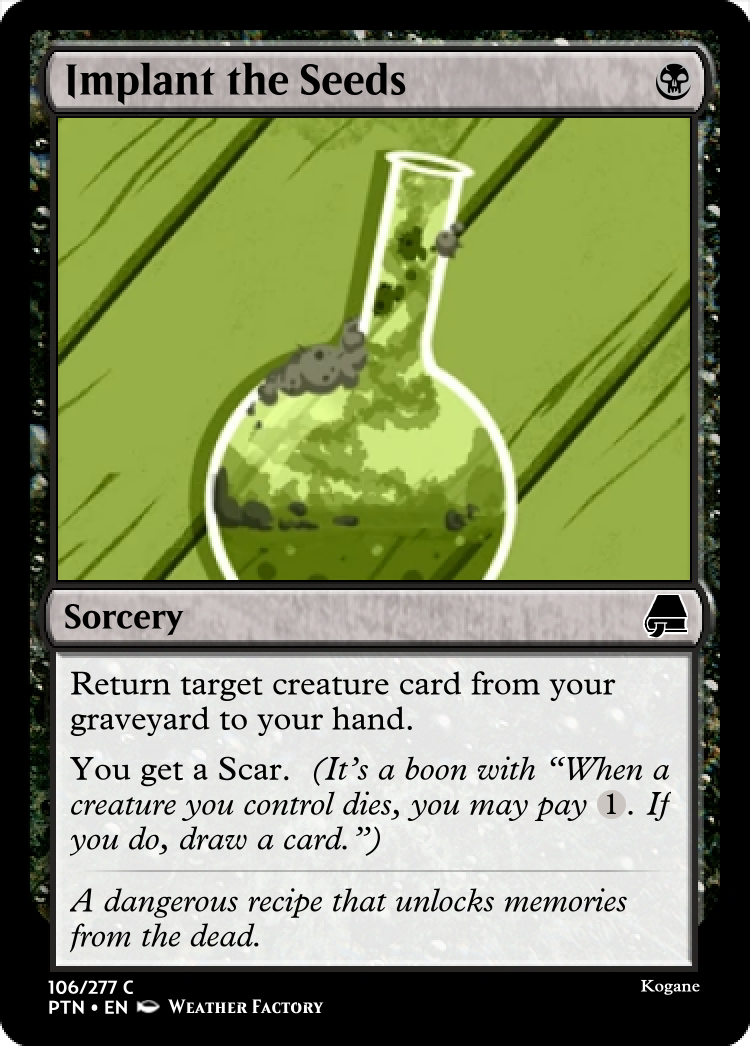 Implant the Seeds
Sorcery
Return target creature card from your
graveyard to your hand.
You get a Scar. (It's a boon with “When a
creature you control dies, you may pay 1. If
you do, draw a card.”)
A dangerous recipe that unlocks memories
from the dead.
106/277 C
Kogane
PTN • EN Weather Factory